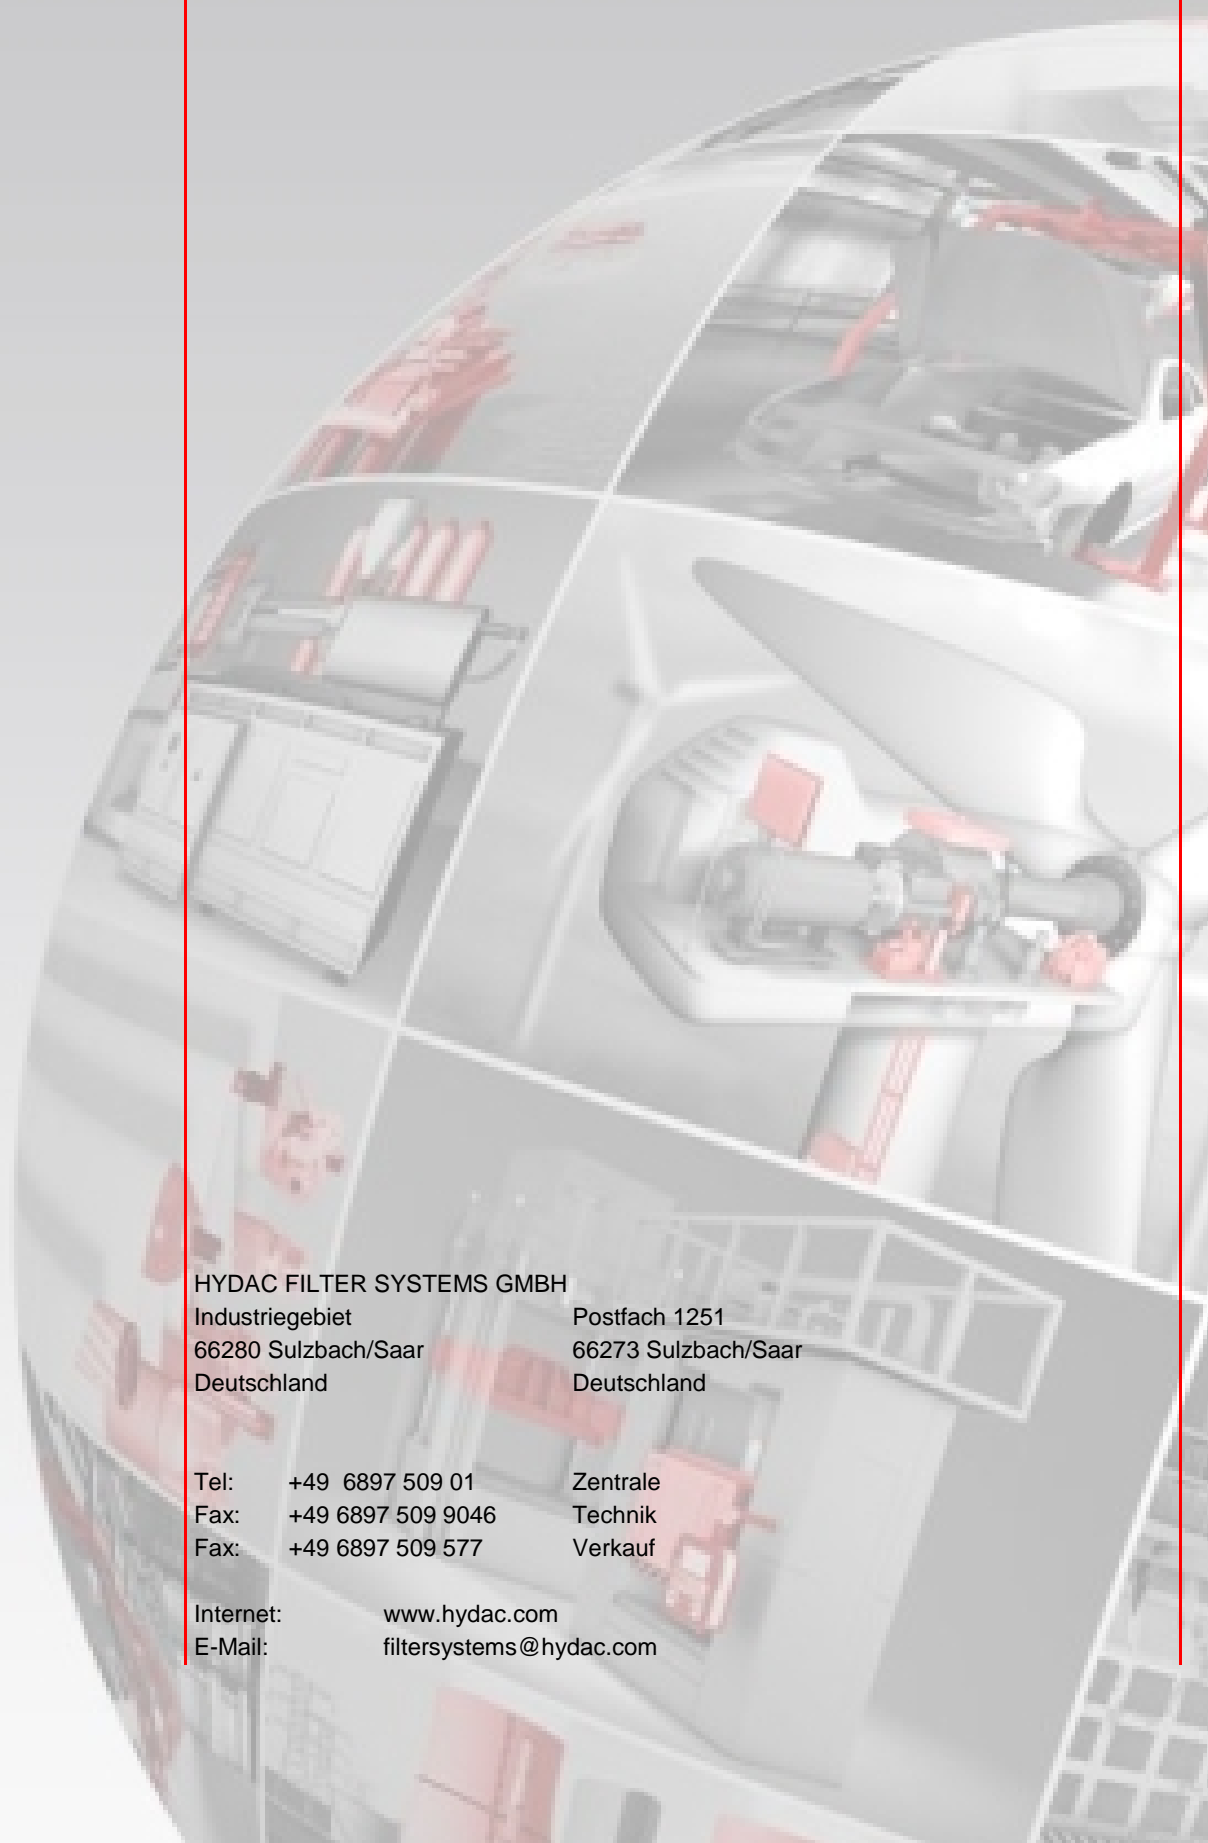 HYDAC FILTER SYSTEMS GMBH
Industriegebiet Postfach 1251
66280 Sulzbach/Saar 66273 Sulzbach/Saar
Deutschland Deutschland
Tel: +49  6897 509 01 Zentrale
Fax: +49 6897 509 9046 Technik
Fax: +49 6897 509 577 Verkauf
Internet: www.hydac.com
E-Mail: filtersystems@hydac.com